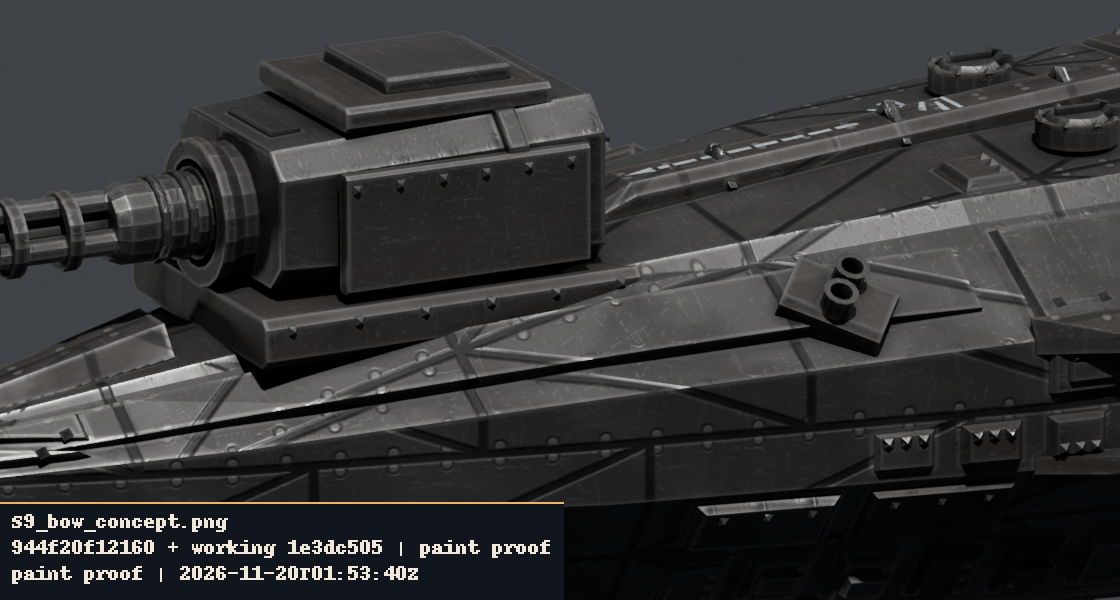 s9_bow_concept.png
944f20f12160 + working 1e3dc505 | paint proof
paint proof | 2026-11-20T01:53:40Z